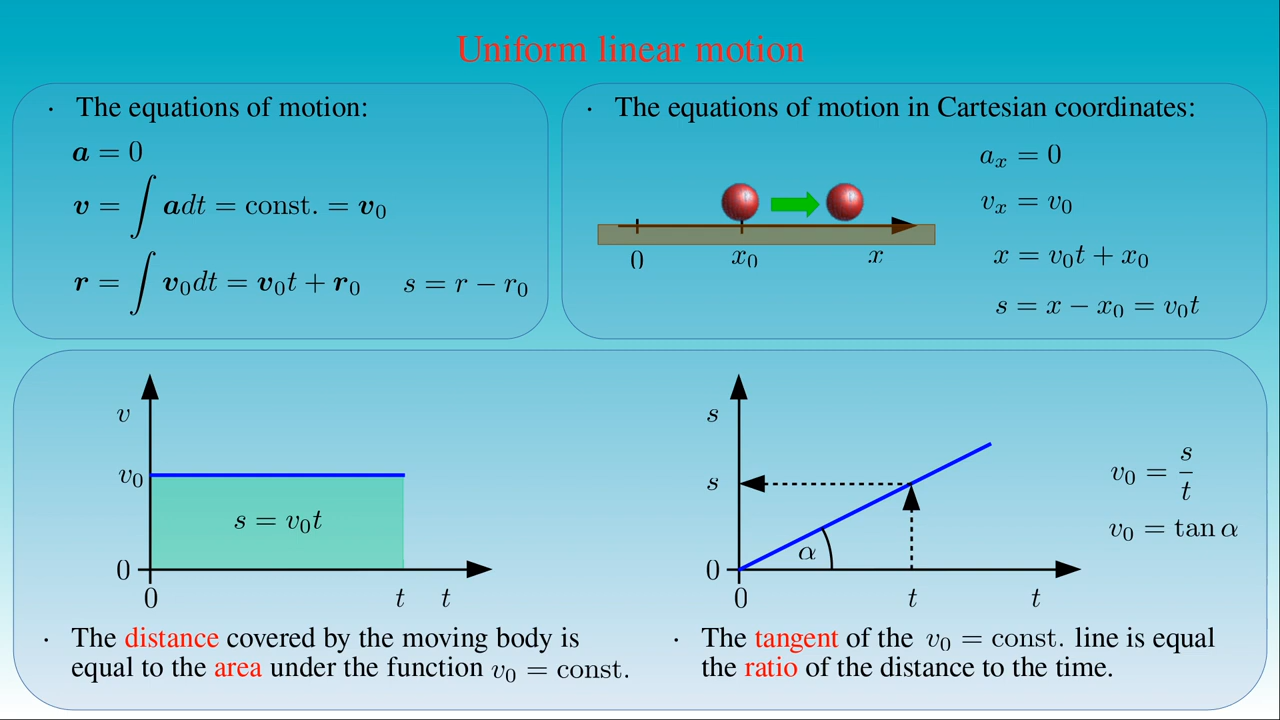 Uniform linear motion
· The equations of motion:
a = 0
v = ∫ adt = const. = v₀
r = ∫ v₀dt = v₀t + r₀ s = r − r₀
· The equations of motion in Cartesian coordinates:
aₓ = 0
vₓ = v₀
x = v₀t + x₀
s = x − x₀ = v₀t
0 x₀ x
v
v₀
s = v₀t
0
0 t t
s
s
α
0
0 t t
v₀ = s/t
v₀ = tan α
· The distance covered by the moving body is
equal to the area under the function v₀ = const.
· The tangent of the v₀ = const. line is equal
the ratio of the distance to the time.